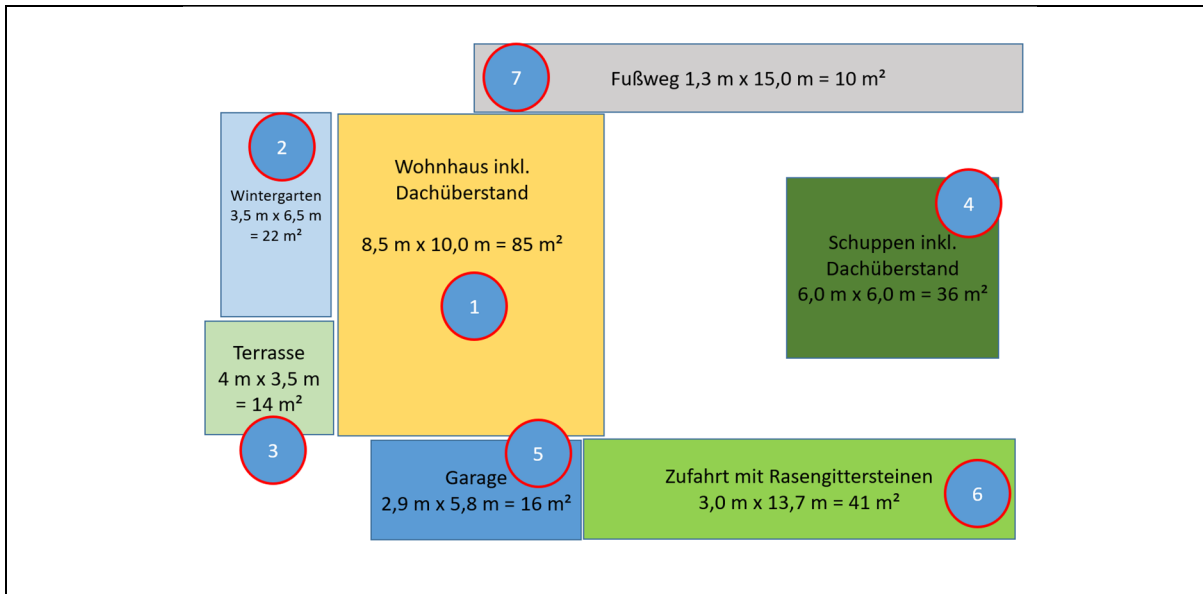 7
Fußweg 1,3 m x 15,0 m = 10 m²
2
Wintergarten
3,5 m x 6,5 m
= 22 m²
Wohnhaus inkl.
Dachüberstand
8,5 m x 10,0 m = 85 m²
1
4
Schuppen inkl.
Dachüberstand
6,0 m x 6,0 m = 36 m²
Terrasse
4 m x 3,5 m
= 14 m²
3
5
Garage
2,9 m x 5,8 m = 16 m²
Zufahrt mit Rasengittersteinen
3,0 m x 13,7 m = 41 m²
6